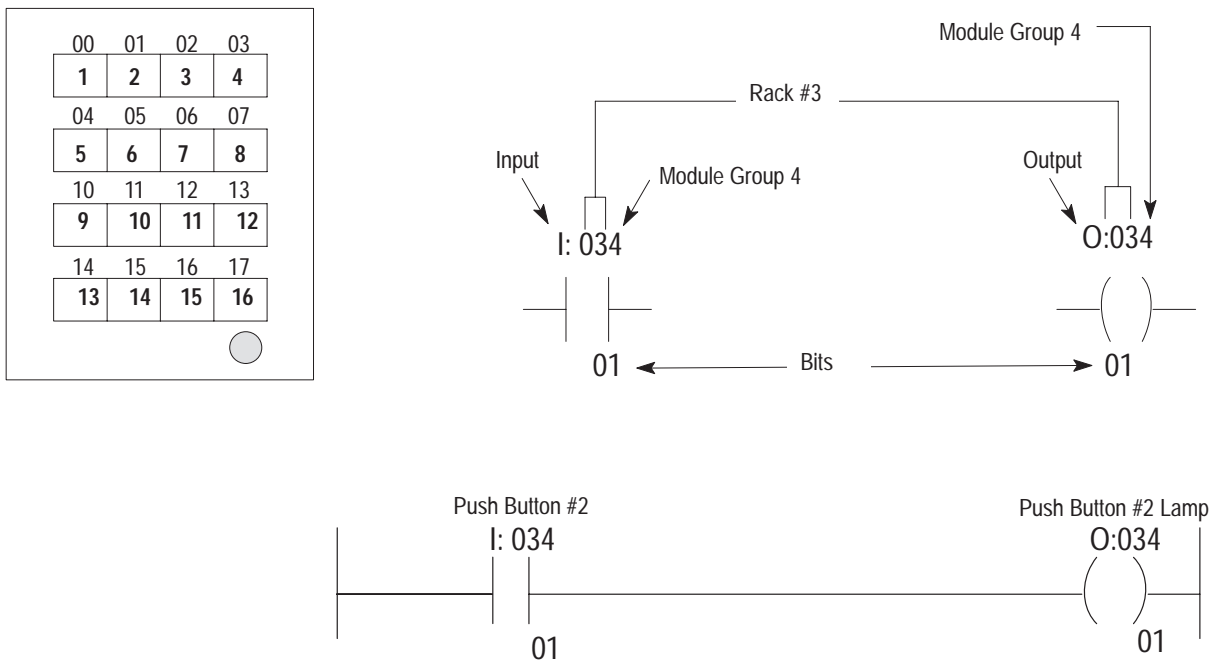 00 01 02 03
1 2 3 4
04 05 06 07
5 6 7 8
10 11 12 13
9 10 11 12
14 15 16 17
13 14 15 16
Module Group 4
Rack #3
Input
Module Group 4
Output
I: 034
O:034
01
Bits
01
Push Button #2
Push Button #2 Lamp
I: 034
O:034
01
01